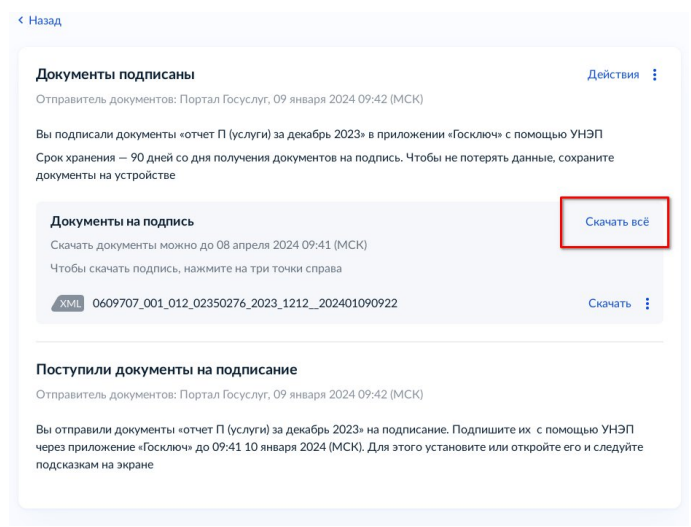 Назад
Документы подписаны
Действия
Отправитель документов: Портал Госуслуг, 09 января 2024 09:42 (МСК)
Вы подписали документы «отчет П (услуги) за декабрь 2023» в приложении «Госключ» с помощью УНЭП
Срок хранения — 90 дней со дня получения документов на подпись. Чтобы не потерять данные, сохраните
документы на устройстве
Документы на подпись
Скачать всё
Скачать документы можно до 08 апреля 2024 09:41 (МСК)
Чтобы скачать подпись, нажмите на три точки справа
XML 0609707_001_012_02350276_2023_1212__202401090922
Скачать
Поступили документы на подписание
Отправитель документов: Портал Госуслуг, 09 января 2024 09:42 (МСК)
Вы отправили документы «отчет П (услуги) за декабрь 2023» на подписание. Подпишите их с помощью УНЭП
через приложение «Госключ» до 09:41 10 января 2024 (МСК). Для этого установите или откройте его и следуйте
подсказкам на экране